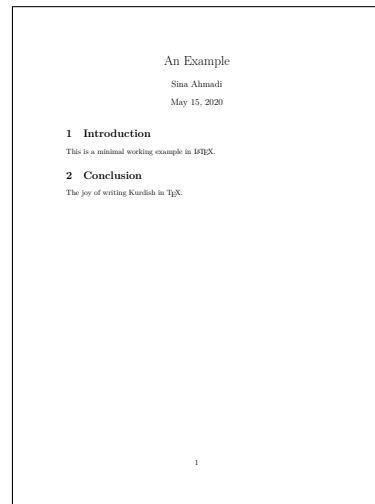 An Example
Sina Ahmadi
May 15, 2020
1 Introduction
This is a minimal working example in LATEX.
2 Conclusion
The joy of writing Kurdish in TEX.
1